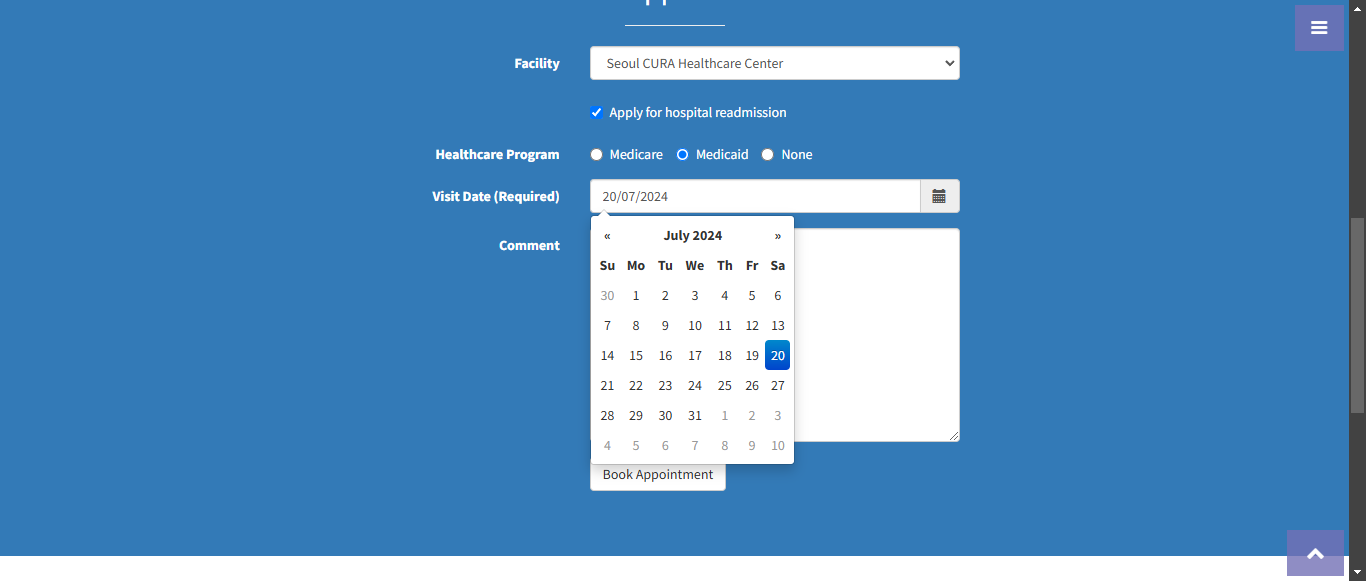 Facility
Seoul CURA Healthcare Center
Apply for hospital readmission
Healthcare Program
Medicare Medicaid None
Visit Date (Required)
20/07/2024
Comment
« July 2024 »
Su Mo Tu We Th Fr Sa
30 1 2 3 4 5 6
7 8 9 10 11 12 13
14 15 16 17 18 19 20
21 22 23 24 25 26 27
28 29 30 31 1 2 3
4 5 6 7 8 9 10
Book Appointment